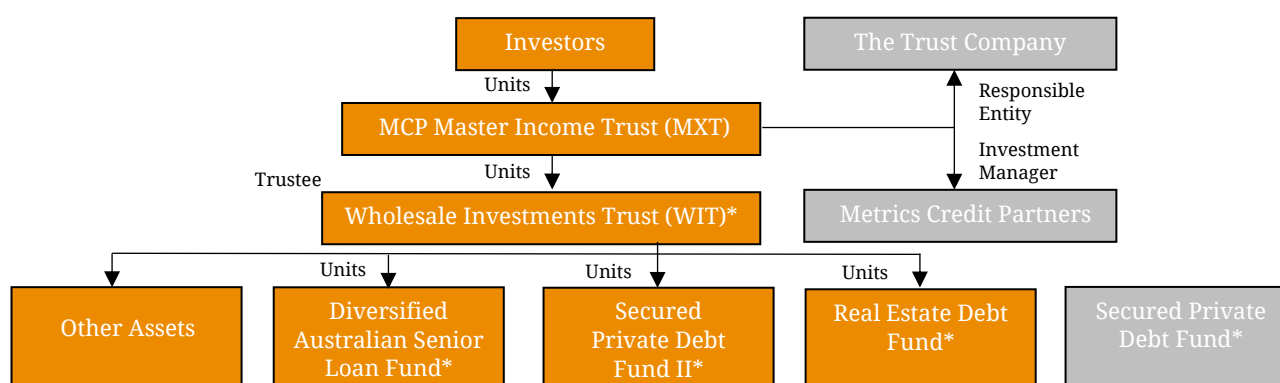 Investors
The Trust Company
Units
Responsible
Entity
MCP Master Income Trust (MXT)
Investment
Manager
Units
Trustee
Wholesale Investments Trust (WIT)*
Metrics Credit Partners
Units
Units
Units
Other Assets
Diversified
Australian Senior
Loan Fund*
Secured
Private Debt
Fund II*
Real Estate Debt
Fund*
Secured Private
Debt Fund*